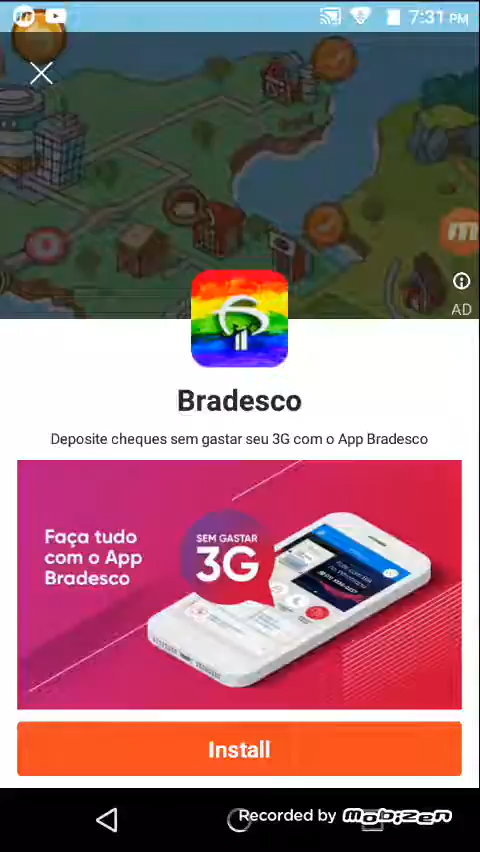 7:31 PM
AD
Bradesco
Deposite cheques sem gastar seu 3G com o App Bradesco
Faça tudo
com o App
Bradesco
SEM GASTAR
3G
Install
Recorded by MOBIZEN